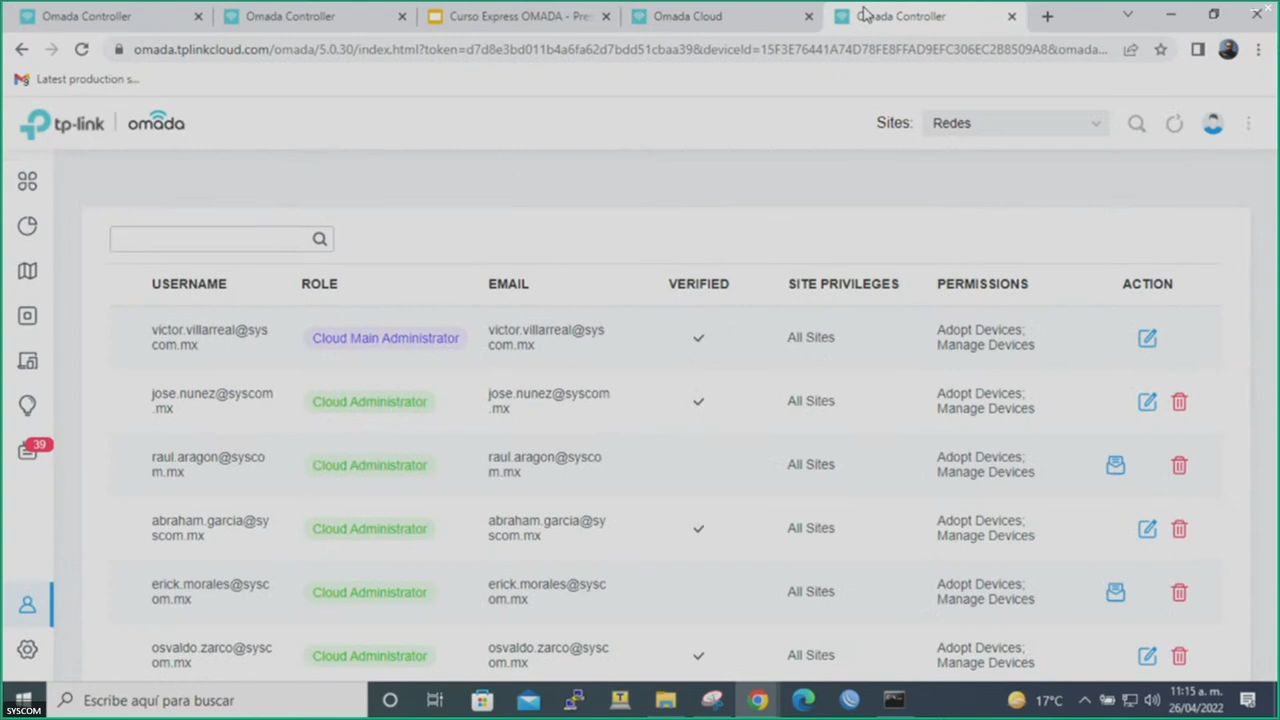 Omada Controller
Omada Controller
Curso Express OMADA - Pre
Omada Cloud
Omada Controller
omada.tplinkcloud.com/omada/5.0.30/index.html?token=d7d8e3bd011b4a6fa62d7bdd51cbaa39&deviceId=15F3E76441A74D78FE8FFAD9EFC306EC2B8509A8&omada...
Latest production s...
tp-link | omada
Sites: Redes
USERNAME ROLE EMAIL VERIFIED SITE PRIVILEGES PERMISSIONS ACTION
victor.villarreal@sys
com.mx
Cloud Main Administrator
victor.villarreal@sys
com.mx
All Sites
Adopt Devices;
Manage Devices
jose.nunez@syscom
.mx
Cloud Administrator
jose.nunez@syscom
.mx
All Sites
Adopt Devices;
Manage Devices
raul.aragon@sysco
m.mx
Cloud Administrator
raul.aragon@sysco
m.mx
All Sites
Adopt Devices;
Manage Devices
39
abraham.garcia@sy
scom.mx
Cloud Administrator
abraham.garcia@sy
scom.mx
All Sites
Adopt Devices;
Manage Devices
erick.morales@sysc
om.mx
Cloud Administrator
erick.morales@sysc
om.mx
All Sites
Adopt Devices;
Manage Devices
osvaldo.zarco@sysc
om.mx
Cloud Administrator
osvaldo.zarco@sysc
om.mx
All Sites
Adopt Devices;
Manage Devices
Escribe aquí para buscar
17°C
11:15 a. m.
26/04/2022
SYSCOM